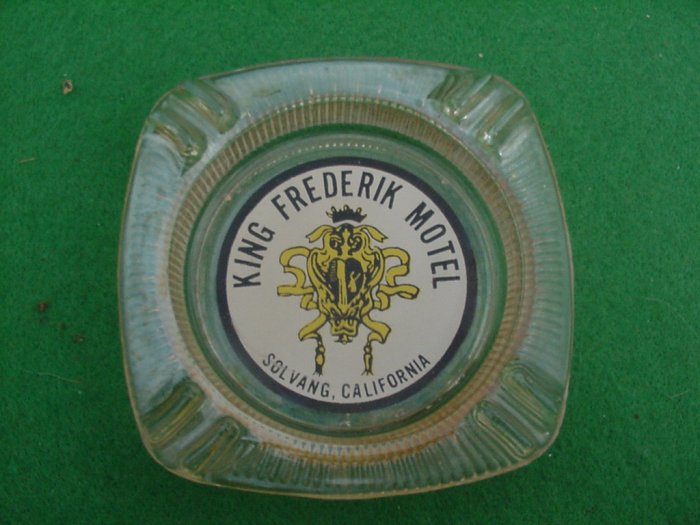 KING FREDERIK MOTEL
SOLVANG, CALIFORNIA